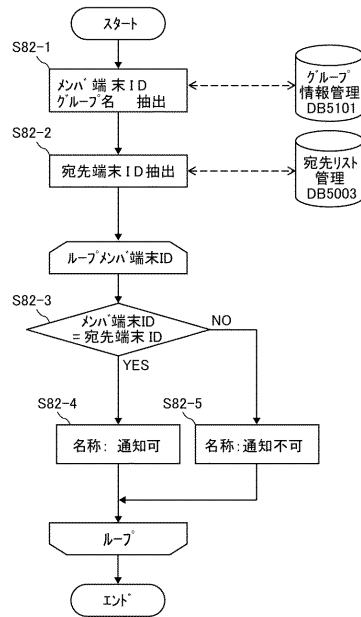 スタート
S82-1
メンバ端末ID
グループ名 抽出
グループ
情報管理
DB5101
S82-2
宛先端末ID抽出
宛先リスト
管理
DB5003
ループメンバ端末ID
S82-3
メンバ端末ID
=宛先端末ID
NO
YES
S82-4
S82-5
名称: 通知可
名称:通知不可
ループ
エンド